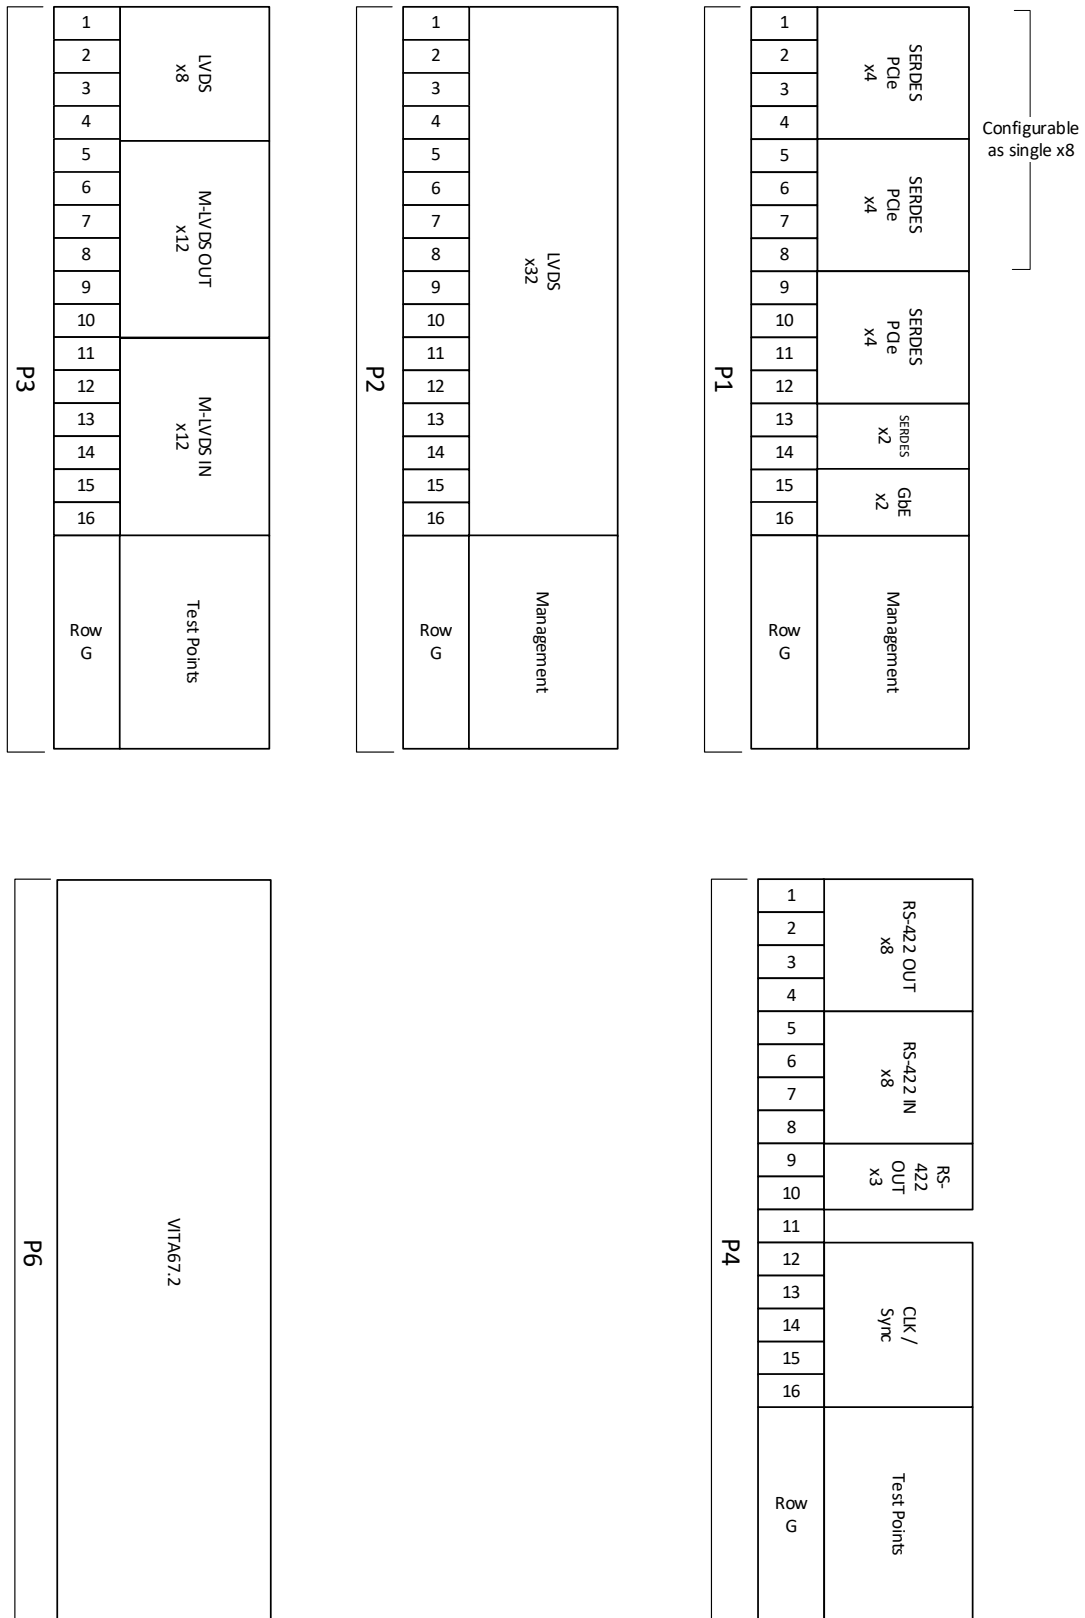 P3
1
2
3
4
5
6
7
8
9
10
11
12
13
14
15
16
Row
G
LVDS
x8
M-LVDS OUT
x12
M-LVDS IN
x12
Test Points
P2
1
2
3
4
5
6
7
8
9
10
11
12
13
14
15
16
Row
G
LVDS
x32
Management
P1
1
2
3
4
5
6
7
8
9
10
11
12
13
14
15
16
Row
G
SERDES
PCIe
x4
SERDES
PCIe
x4
SERDES
PCIe
x4
SERDES
x2
GbE
x2
Management
Configurable
as single x8
P6
VITA67.2
P4
1
2
3
4
5
6
7
8
9
10
11
12
13
14
15
16
Row
G
RS-422 OUT
x8
RS-422 IN
x8
RS-
422
OUT
x3
CLK /
Sync
Test Points